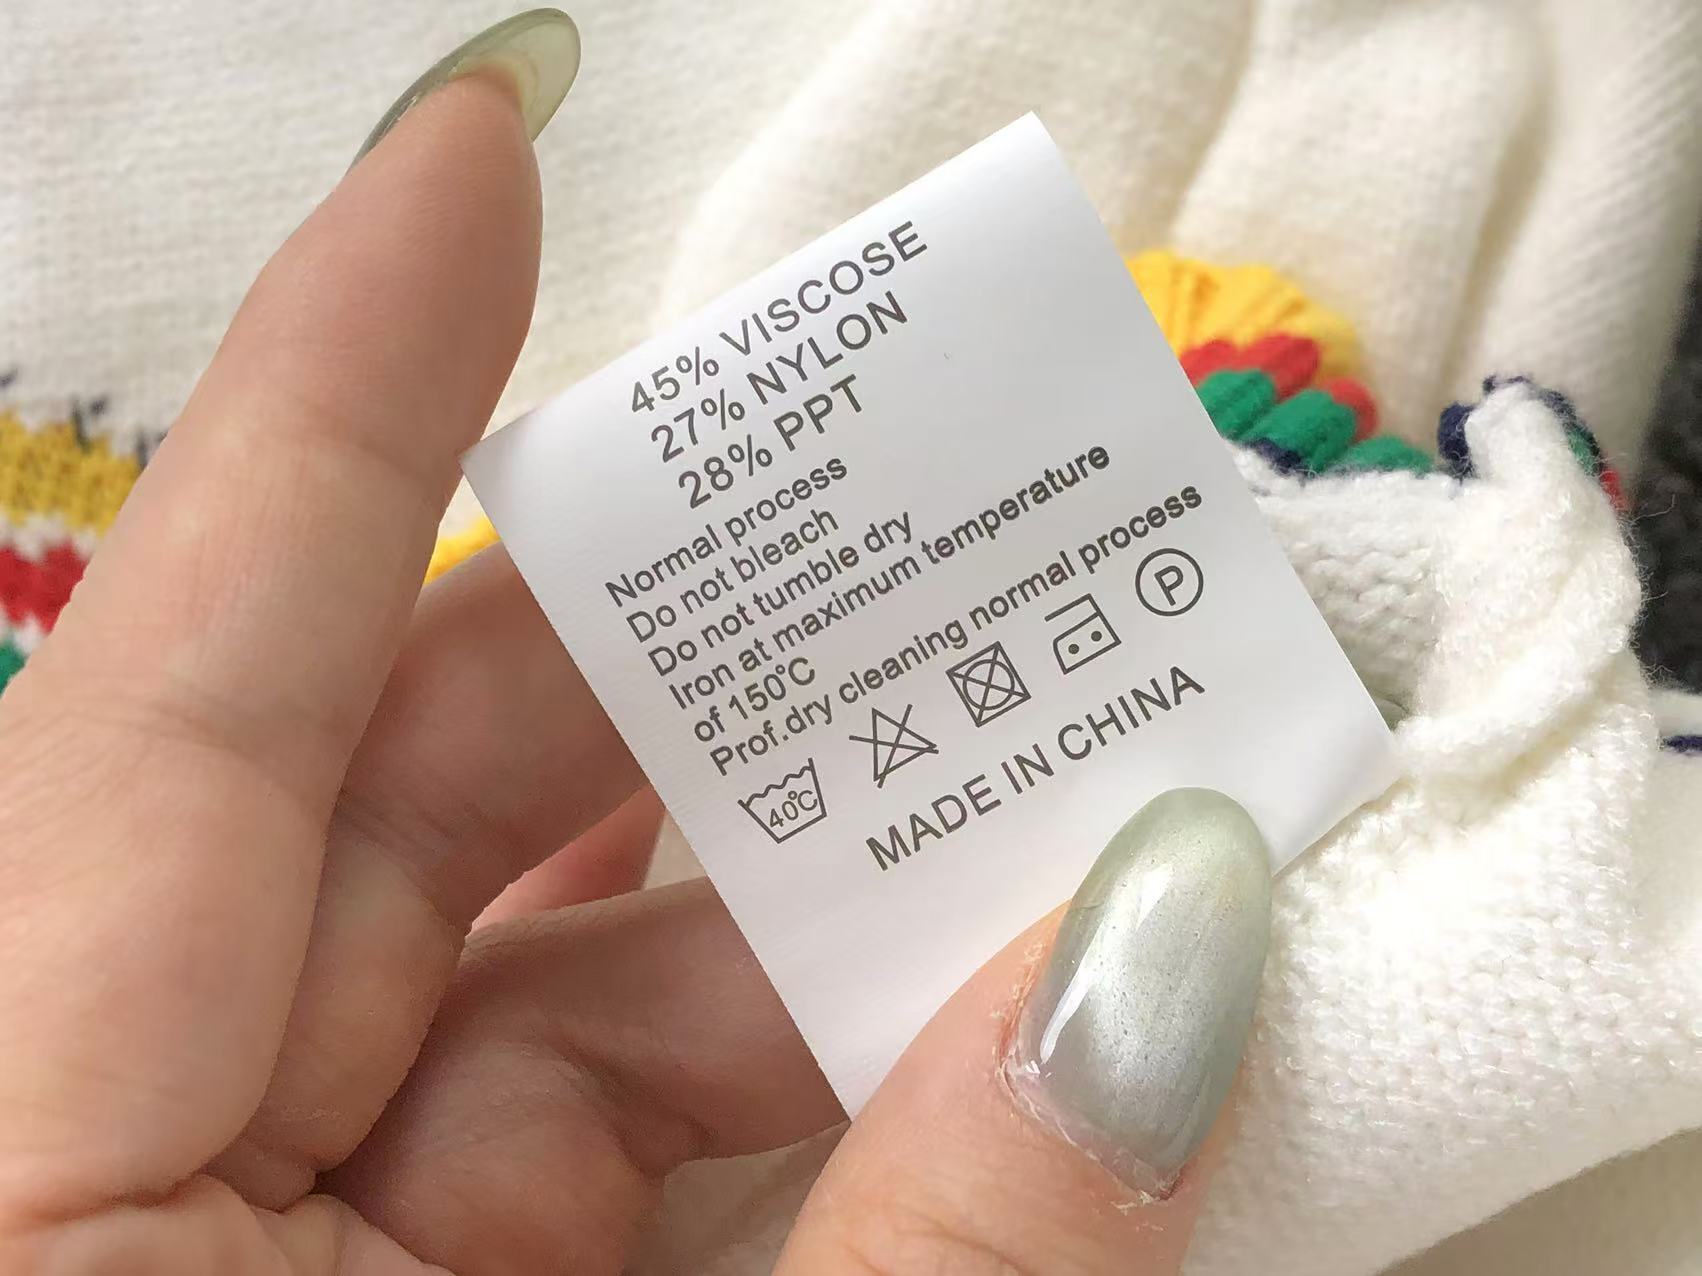 45% VISCOSE
27% NYLON
28% PPT
Normal process
Do not bleach
Do not tumble dry
Iron at maximum temperature
of 150°C
Prof.dry cleaning normal process
40°C
P
MADE IN CHINA